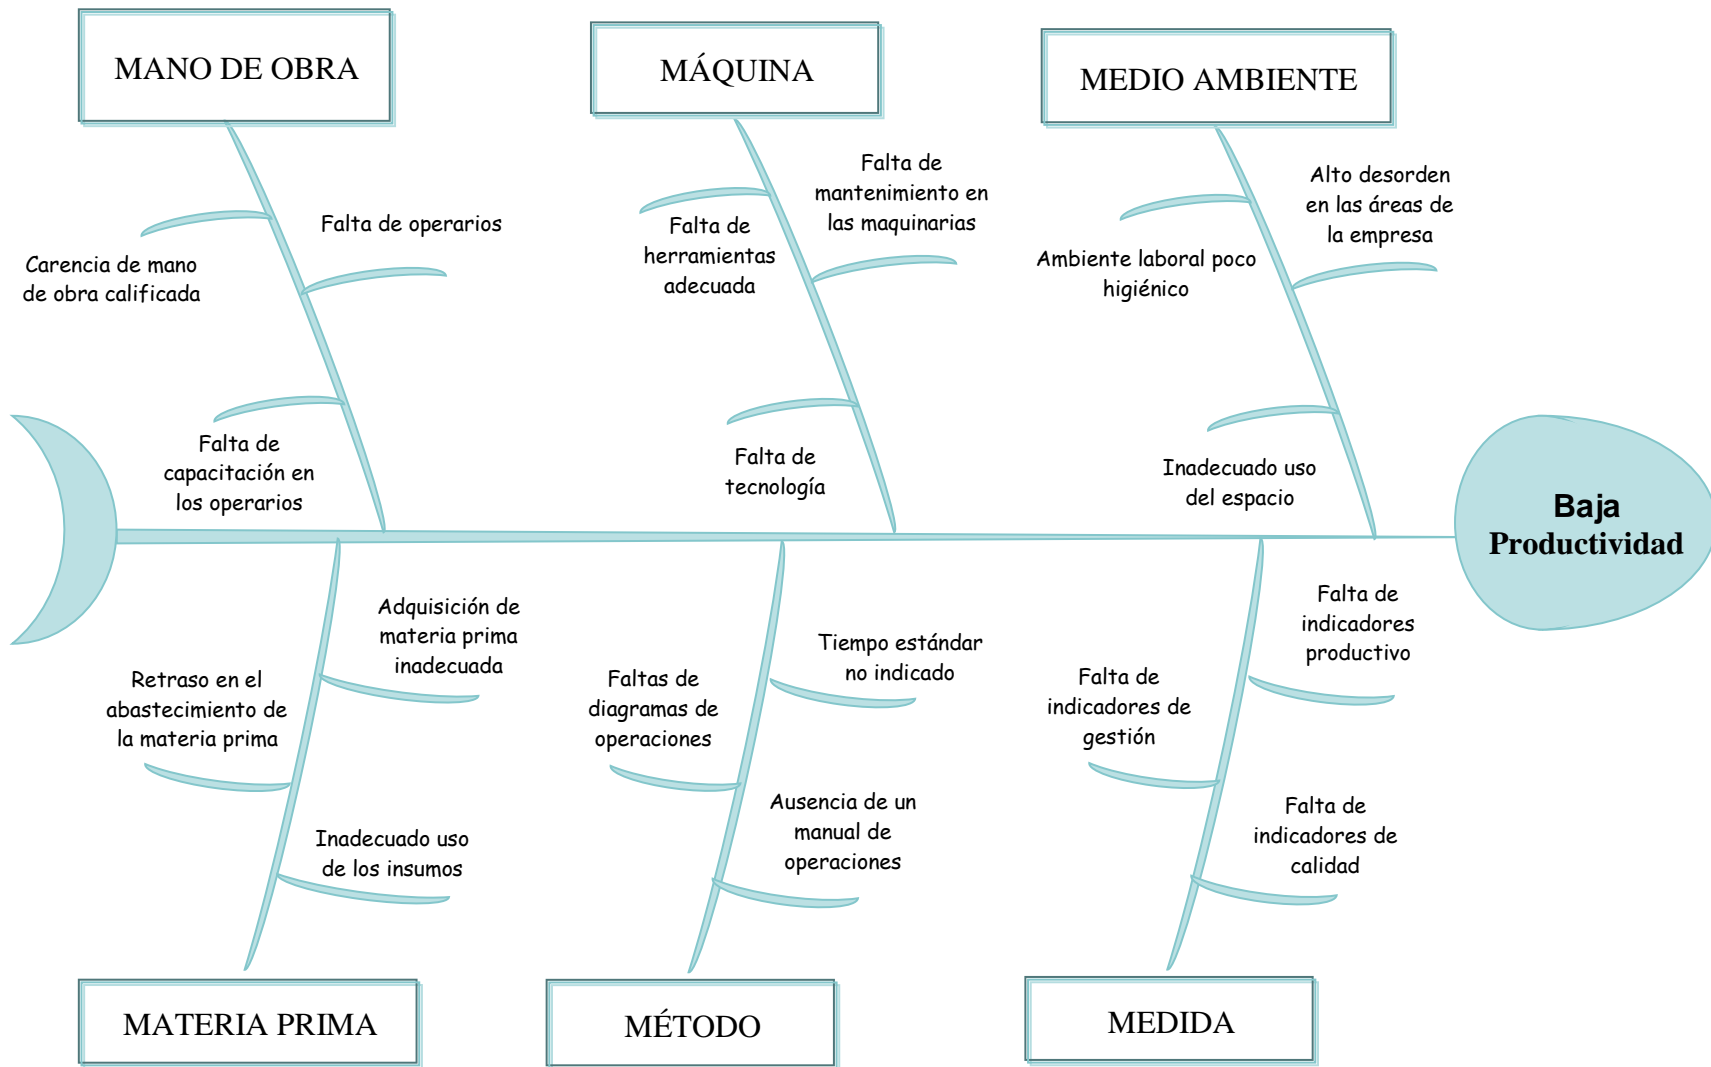 MANO DE OBRA
MÁQUINA
MEDIO AMBIENTE
Carencia de mano
de obra calificada
Falta de operarios
Falta de
capacitación en
los operarios
Falta de
herramientas
adecuada
Falta de
mantenimiento en
las maquinarias
Falta de
tecnología
Ambiente laboral poco
higiénico
Alto desorden
en las áreas de
la empresa
Inadecuado uso
del espacio
Baja
Productividad
Retraso en el
abastecimiento de
la materia prima
Adquisición de
materia prima
inadecuada
Inadecuado uso
de los insumos
Faltas de
diagramas de
operaciones
Tiempo estándar
no indicado
Ausencia de un
manual de
operaciones
Falta de
indicadores de
gestión
Falta de
indicadores
productivo
Falta de
indicadores de
calidad
MATERIA PRIMA
MÉTODO
MEDIDA